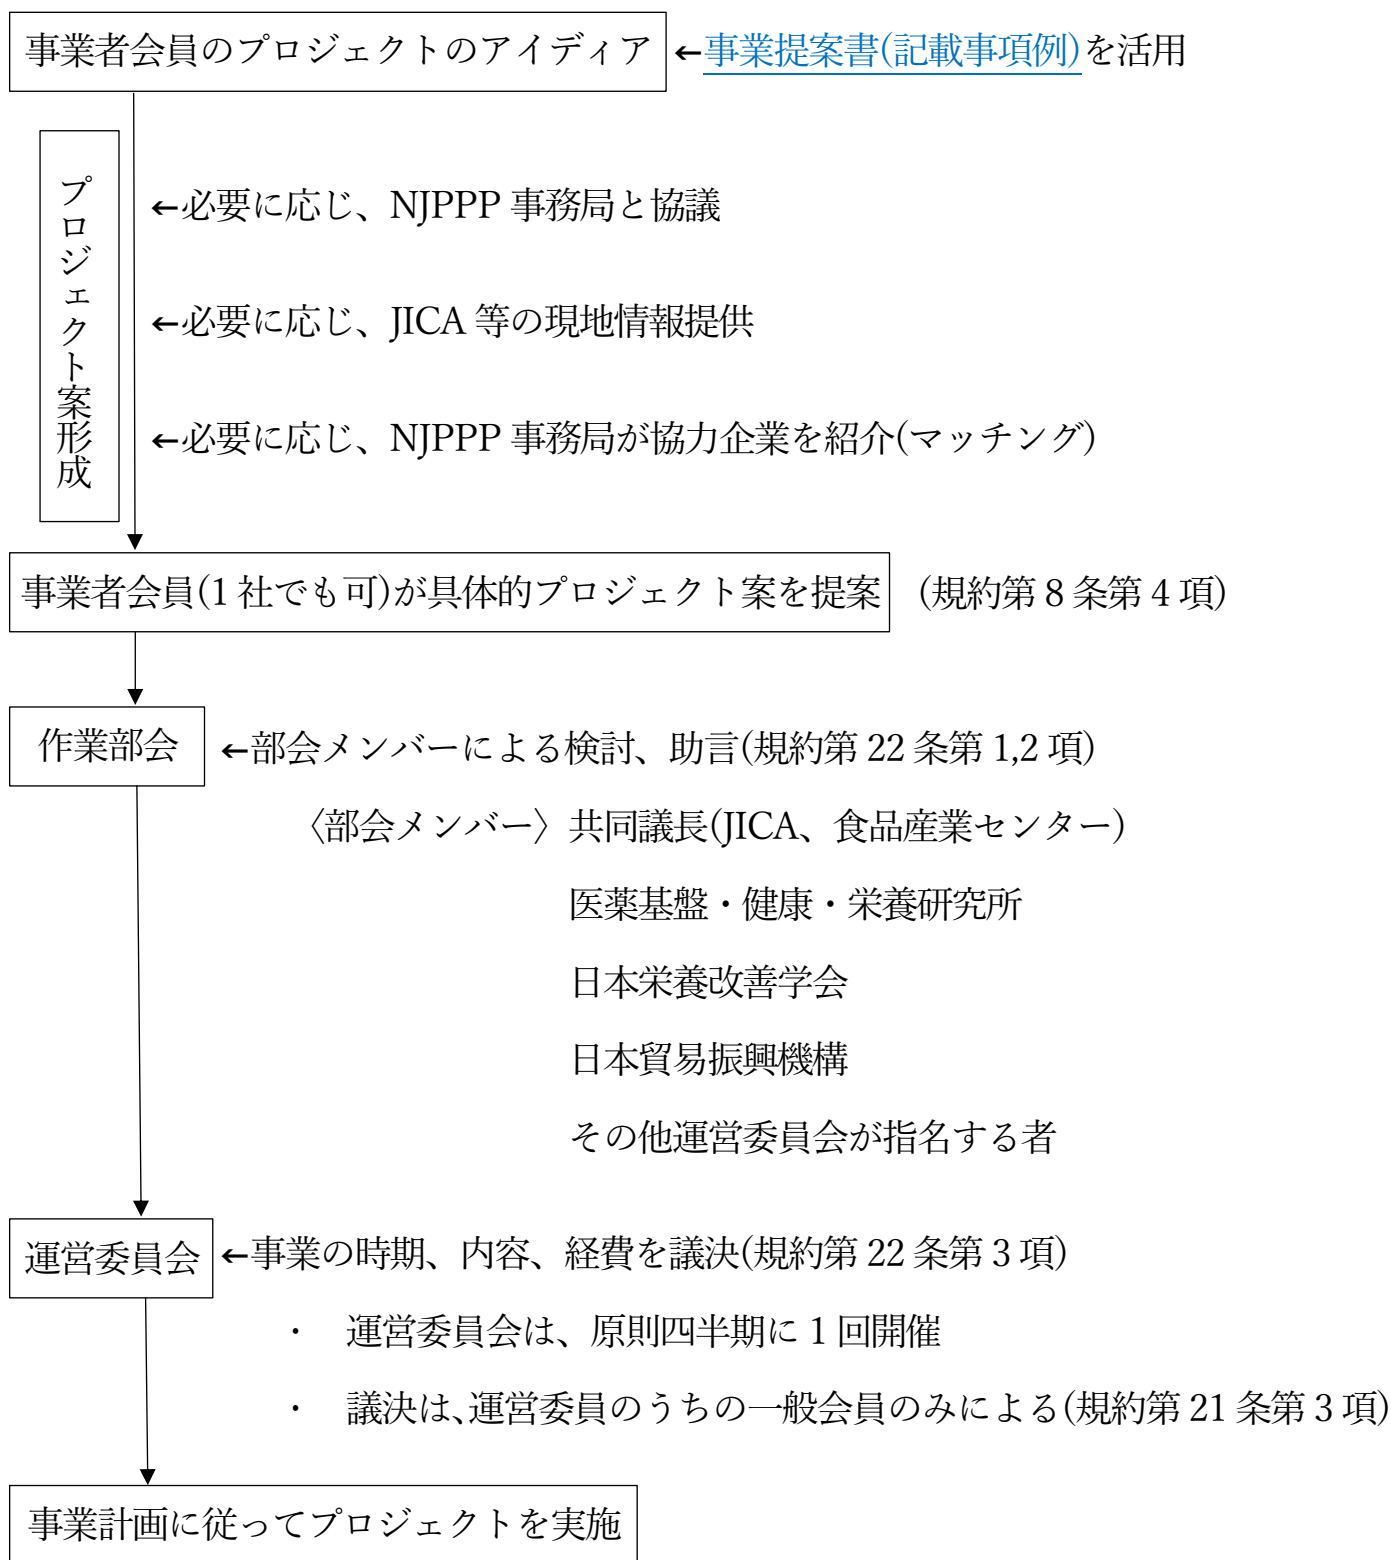 事業者会員のプロジェクトのアイディア ←事業提案書(記載事項例)を活用
プロジェクト案形成
←必要に応じ、NJPPP 事務局と協議
←必要に応じ、JICA 等の現地情報提供
←必要に応じ、NJPPP 事務局が協力企業を紹介(マッチング)
事業者会員(1 社でも可)が具体的プロジェクト案を提案 (規約第 8 条第 4 項)
作業部会 ←部会メンバーによる検討、助言(規約第 22 条第 1,2 項)
〈部会メンバー〉共同議長(JICA、食品産業センター)
医薬基盤・健康・栄養研究所
日本栄養改善学会
日本貿易振興機構
その他運営委員会が指名する者
運営委員会 ←事業の時期、内容、経費を議決(規約第 22 条第 3 項)
・ 運営委員会は、原則四半期に 1 回開催
・ 議決は、運営委員のうちの一般会員のみによる(規約第 21 条第 3 項)
事業計画に従ってプロジェクトを実施